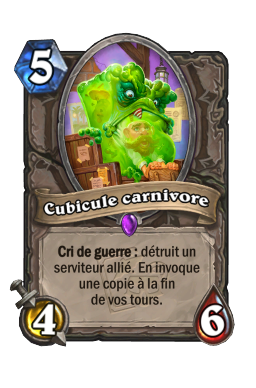 5
Cubicule carnivore
Cri de guerre : détruit un
serviteur allié. En invoque
une copie à la fin
de vos tours.
4
6